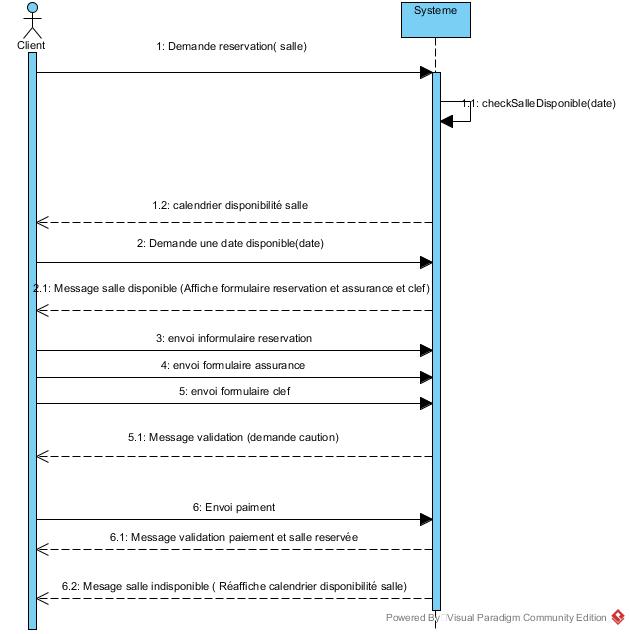 Systeme
Client
1: Demande reservation( salle)
1.1: checkSalleDisponible(date)
1.2: calendrier disponibilité salle
2: Demande une date disponible(date)
2.1: Message salle disponible (Affiche formulaire reservation et assurance et clef)
3: envoi informulaire reservation
4: envoi formulaire assurance
5: envoi formulaire clef
5.1: Message validation (demande caution)
6: Envoi paiment
6.1: Message validation paiement et salle reservée
6.2: Mesage salle indisponible ( Réaffiche calendrier disponibilité salle)
Powered By Visual Paradigm Community Edition